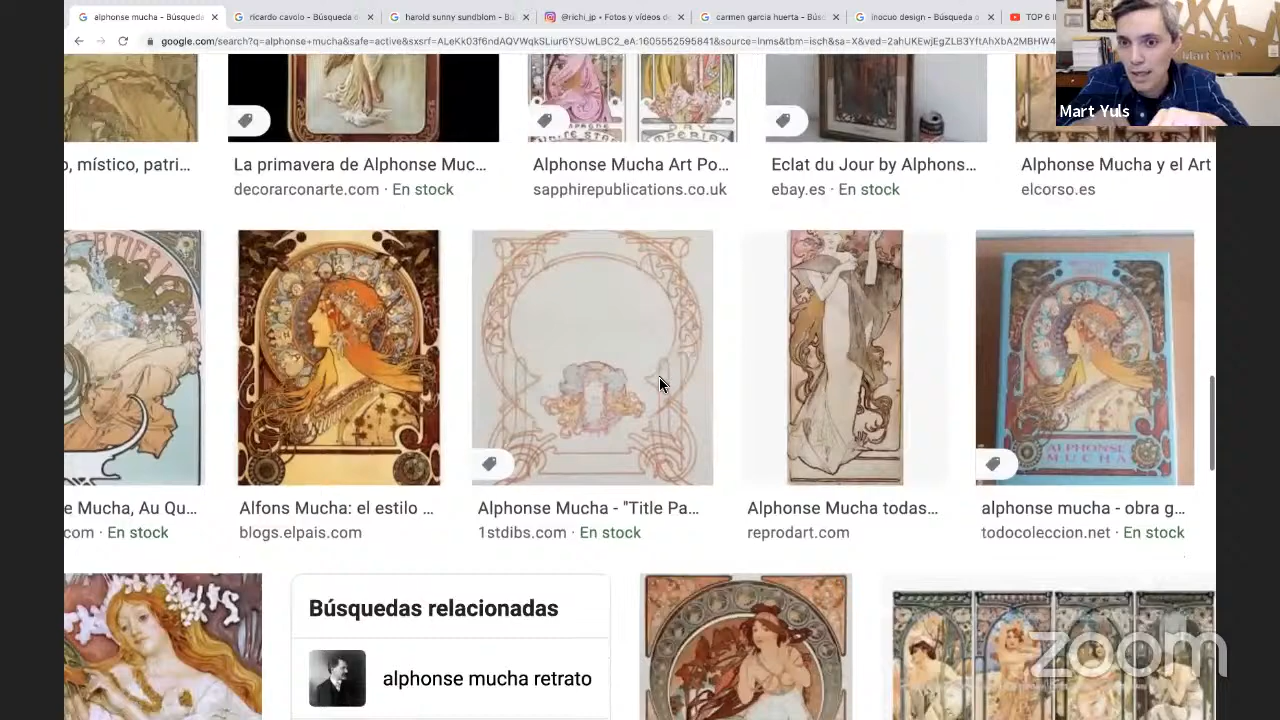 alphonse mucha - Búsqueda
ricardo cavolo - Búsqueda
harold sunny sundblom - Bú
@richi_jp • Fotos y vídeos d
carmen garcia huerta - Bús
inocuo design - Búsqueda
TOP 6 I
google.com/search?q=alphonse+mucha&safe=active&sxsrf=ALeKk03f6ndAQVWqkSLiur6YSUwLBC2_eA:1605552595841&source=lnms&tbm=isch&sa=X&ved=2ahUKEwjEgZLB3YftAhXbA2MBHW4
Mart Yuls
Mart Yuls
o, místico, patri...
La primavera de Alphonse Muc...
Alphonse Mucha Art Po...
Eclat du Jour by Alphons...
Alphonse Mucha y el Art
decorarconarte.com · En stock
sapphirepublications.co.uk
ebay.es · En stock
elcorso.es
ALPHONSE
MUCHA
e Mucha, Au Qu...
Alfons Mucha: el estilo ...
Alphonse Mucha - "Title Pa...
Alphonse Mucha todas...
alphonse mucha - obra g...
com · En stock
blogs.elpais.com
1stdibs.com · En stock
reprodart.com
todocoleccion.net · En stock
Búsquedas relacionadas
alphonse mucha retrato
zoom